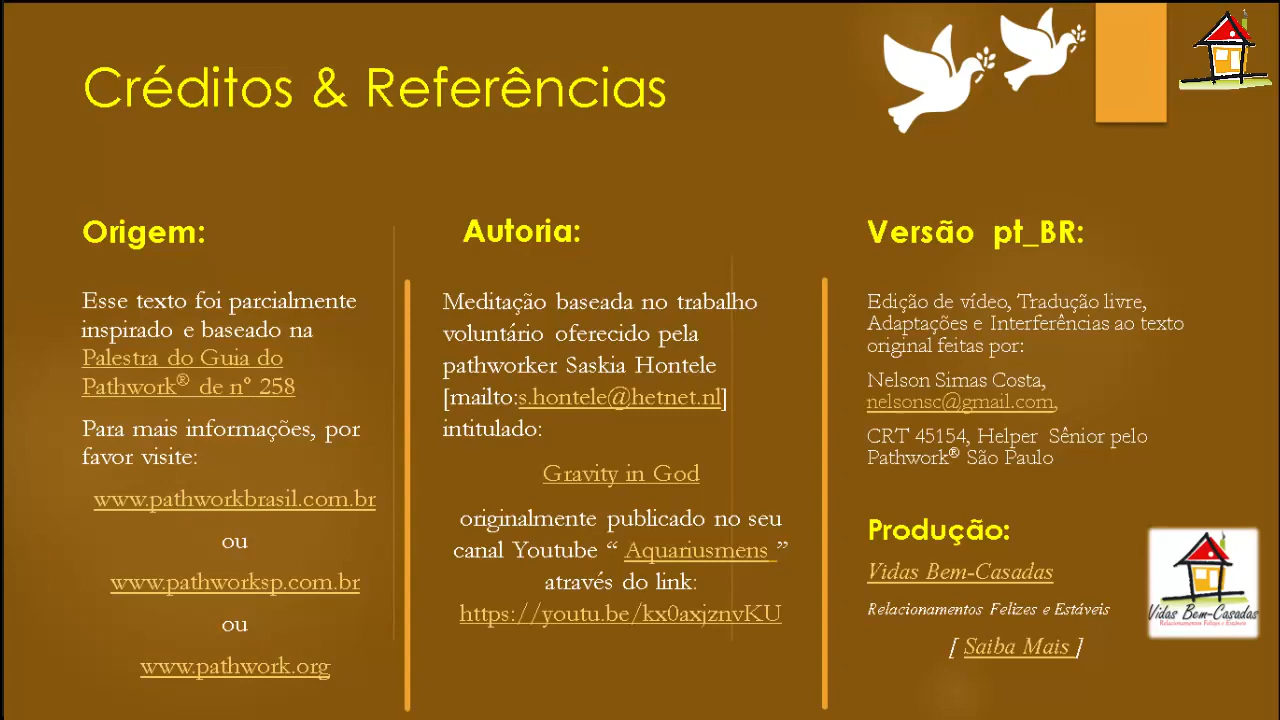 Créditos & Referências
Origem:
Esse texto foi parcialmente
inspirado e baseado na
Palestra do Guia do
Pathwork® de nº 258
Para mais informações, por
favor visite:
www.pathworkbrasil.com.br
ou
www.pathworksp.com.br
ou
www.pathwork.org
Autoria:
Meditação baseada no trabalho
voluntário oferecido pela
pathworker Saskia Hontele
[mailto:s.hontele@hetnet.nl]
intitulado:
Gravity in God
originalmente publicado no seu
canal Youtube “ Aquariusmens ”
através do link:
https://youtu.be/kx0axjznvKU
Versão pt_BR:
Edição de vídeo, Tradução livre,
Adaptações e Interferências ao texto
original feitas por:
Nelson Simas Costa,
nelsonsc@gmail.com,
CRT 45154, Helper Sênior pelo
Pathwork® São Paulo
Produção:
Vidas Bem-Casadas
Relacionamentos Felizes e Estáveis
[ Saiba Mais ]
Vidas Bem-Casadas
Relacionamentos Felizes e Estáveis